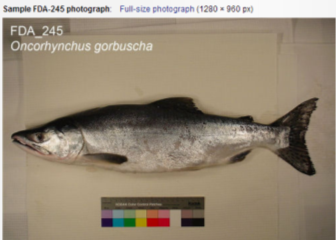 Sample FDA-245 photograph: Full-size photograph (1280 × 960 px)
FDA_245
Oncorhynchus gorbuscha